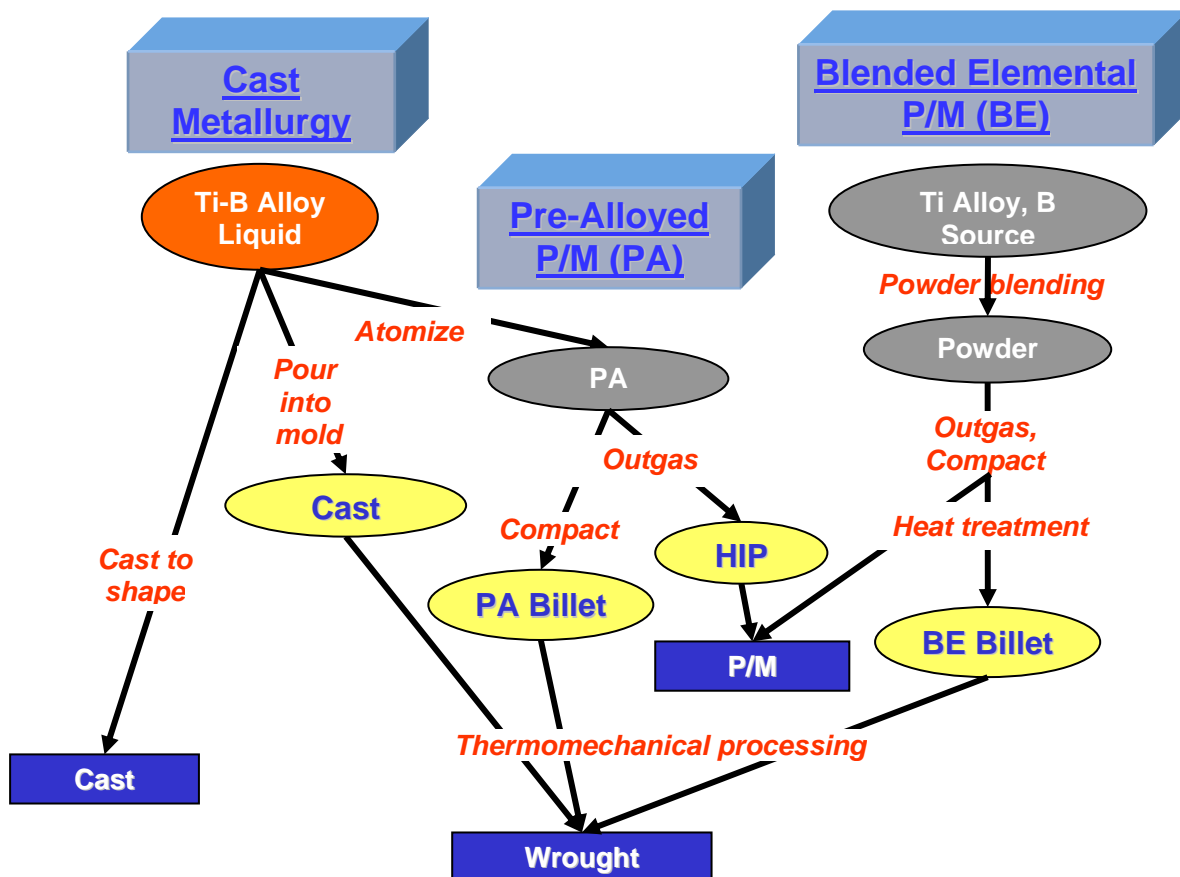 Cast
Metallurgy
Blended Elemental
P/M (BE)
Pre-Alloyed
P/M (PA)
Ti-B Alloy
Liquid
Ti Alloy, B
Source
Powder blending
Atomize
Powder
Pour
into
mold
PA
Outgas,
Compact
Outgas
Cast
Compact
Heat treatment
HIP
Cast to
shape
PA Billet
BE Billet
P/M
Thermomechanical processing
Cast
Wrought